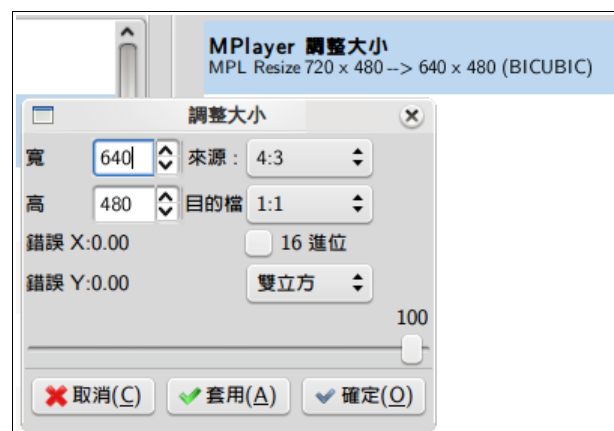 MPlayer 調整大小
MPL Resize 720 x 480 --> 640 x 480 (BICUBIC)
調整大小
寬 640 來源 : 4:3
高 480 目的檔 1:1
錯誤 X:0.00 16 進位
錯誤 Y:0.00 雙立方
100
取消(C) 套用(A) 確定(O)